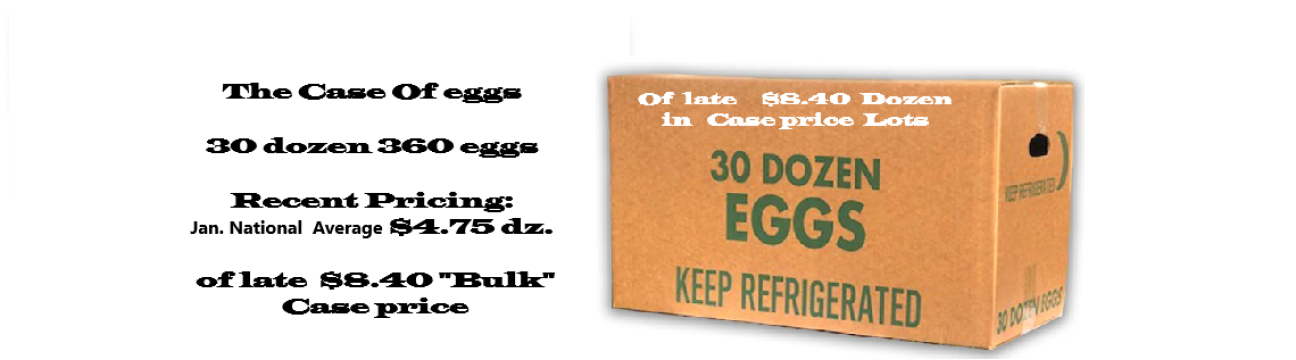 The Case Of eggs
30 dozen 360 eggs
Recent Pricing:
Jan. National Average $4.75 dz.
of late $8.40 "Bulk"
Case price
Of late $8.40 Dozen
in Case price Lots
30 DOZEN
EGGS
KEEP REFRIGERATED
KEEP REFRIGERATED
30 DOZEN EGGS